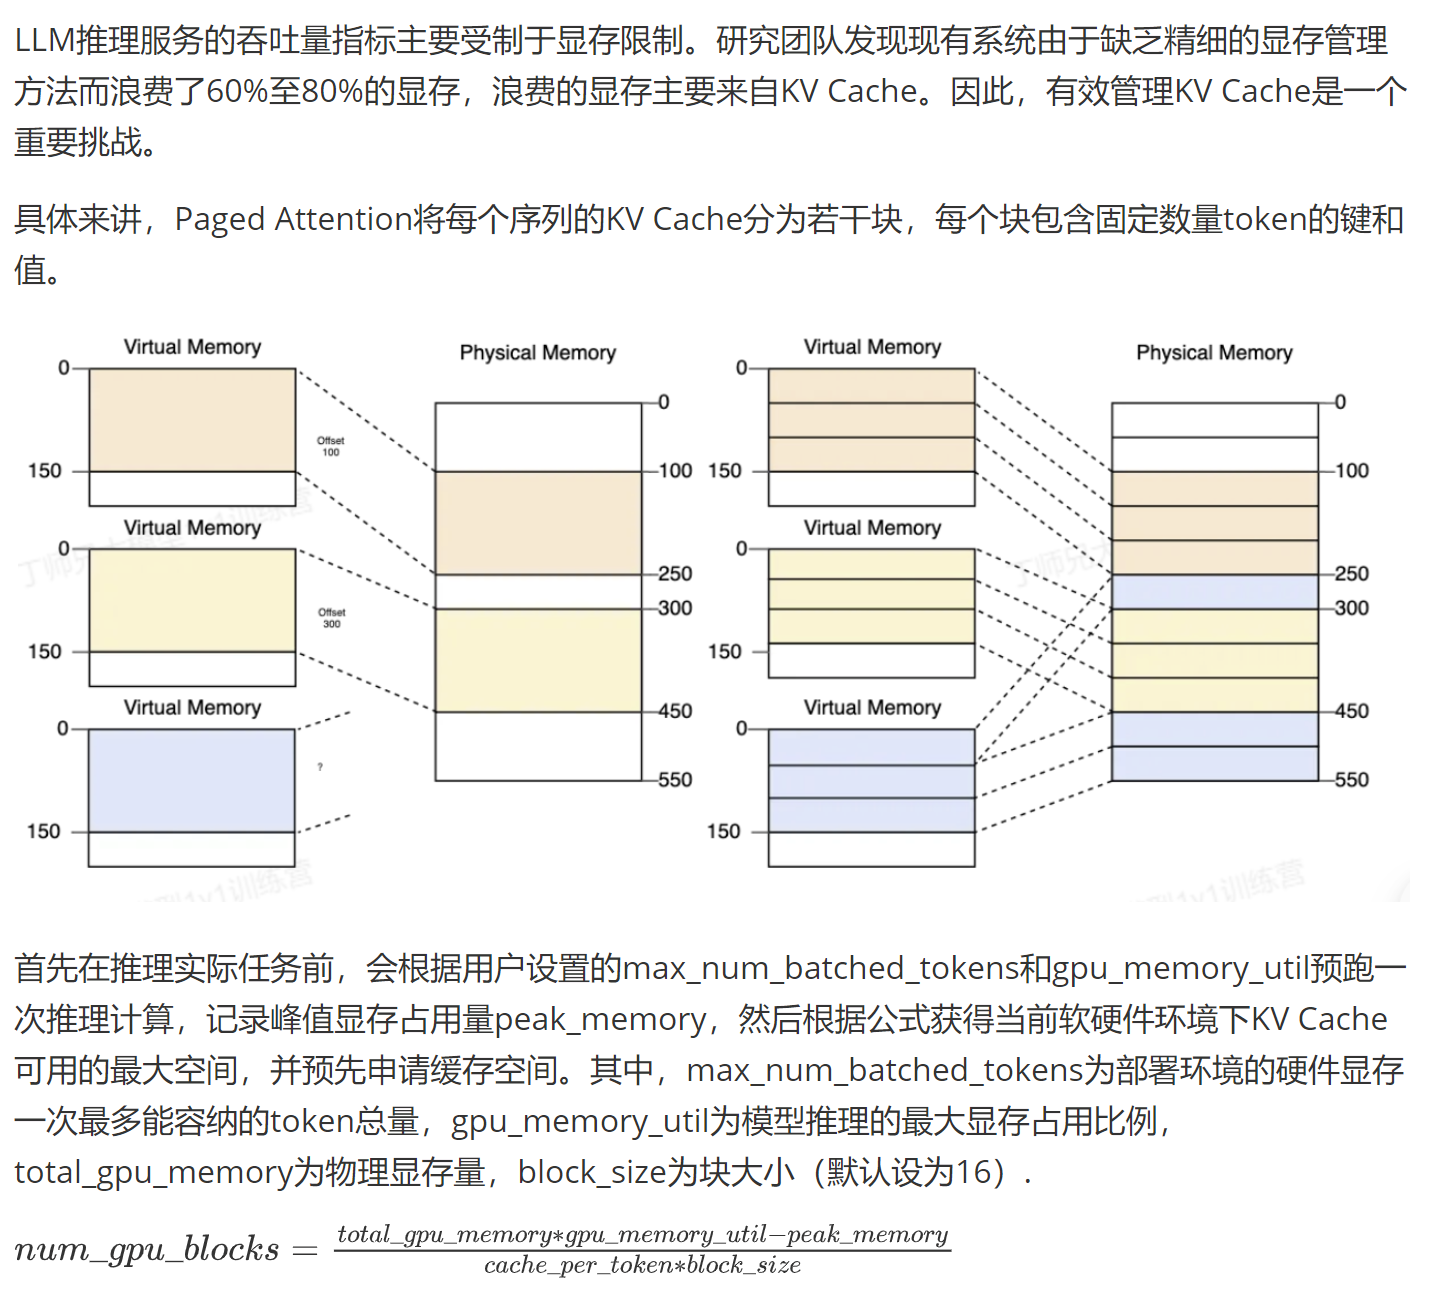 LLM推理服务的吞吐量指标主要受制于显存限制。研究团队发现现有系统由于缺乏精细的显存管理
方法而浪费了60%至80%的显存，浪费的显存主要来自KV Cache。因此，有效管理KV Cache是一个
重要挑战。
具体来讲，Paged Attention将每个序列的KV Cache分为若干块，每个块包含固定数量token的键和
值。
Virtual Memory
0
150
Offset
100
Virtual Memory
0
150
Offset
300
Virtual Memory
0
150
?
Physical Memory
0
100
250
300
450
550
Virtual Memory
0
150
Virtual Memory
0
150
Virtual Memory
0
150
Physical Memory
0
100
250
300
450
550
首先在推理实际任务前，会根据用户设置的max_num_batched_tokens和gpu_memory_util预跑一
次推理计算，记录峰值显存占用量peak_memory，然后根据公式获得当前软硬件环境下KV Cache
可用的最大空间，并预先申请缓存空间。其中，max_num_batched_tokens为部署环境的硬件显存
一次最多能容纳的token总量，gpu_memory_util为模型推理的最大显存占用比例，
total_gpu_memory为物理显存量，block_size为块大小（默认设为16）.
num_gpu_blocks = total_gpu_memory*gpu_memory_util−peak_memory
cache_per_token*block_size